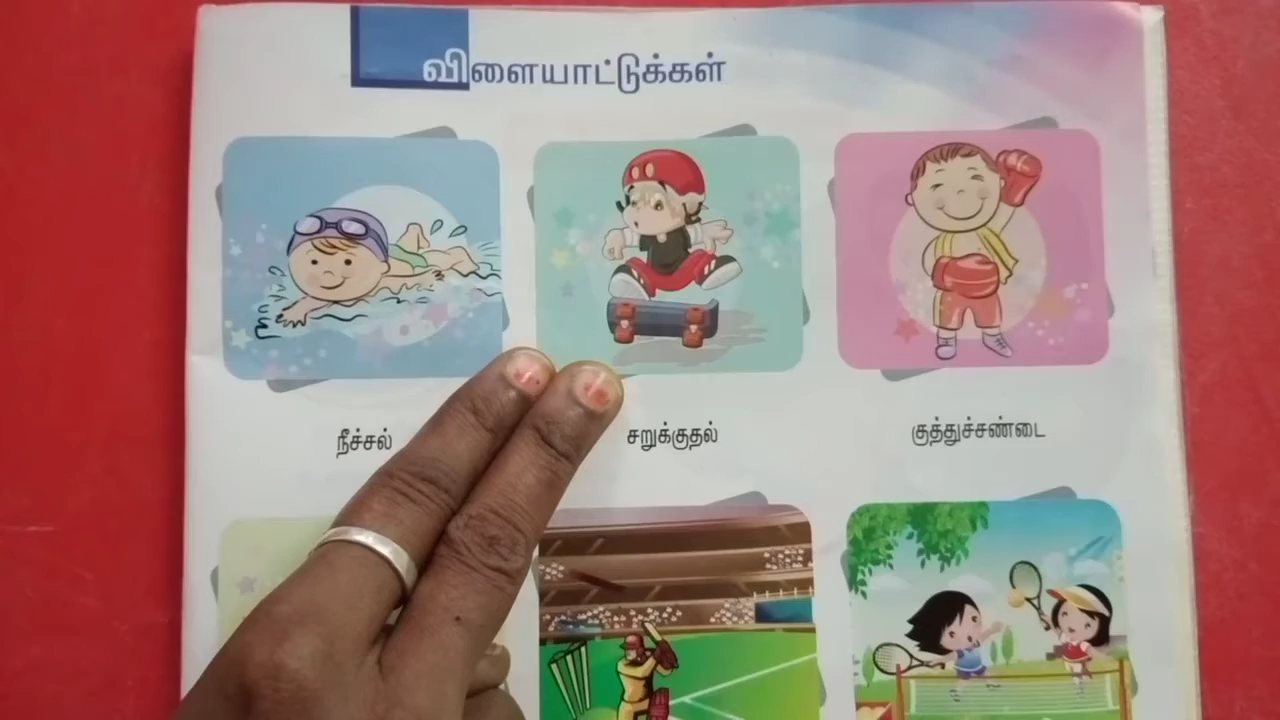 விளையாட்டுக்கள்
நீச்சல்
சறுக்குதல்
குத்துச்சண்டை